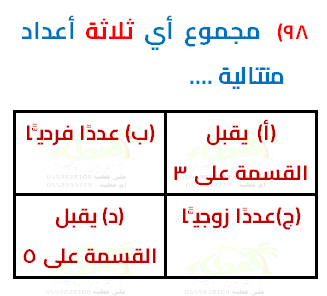 ٩٨) مجموع أي ثلاثة أعداد
متتالية ....
(أ) يقبل
القسمة على ٣
(ب) عددًا فرديًّا
(ج)عددًا زوجيًّا
(د) يقبل
القسمة على ٥